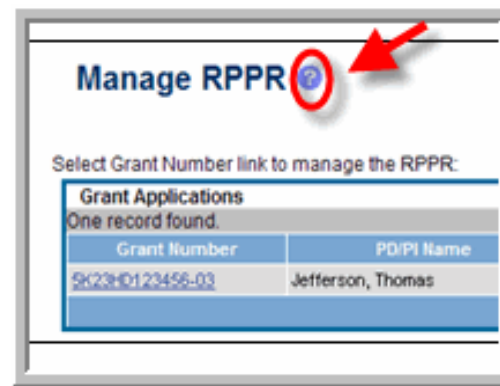 Manage RPPR ?
Select Grant Number link to manage the RPPR:
Grant Applications
One record found.
Grant Number PD/PI Name
5K23HD123456-03 Jefferson, Thomas